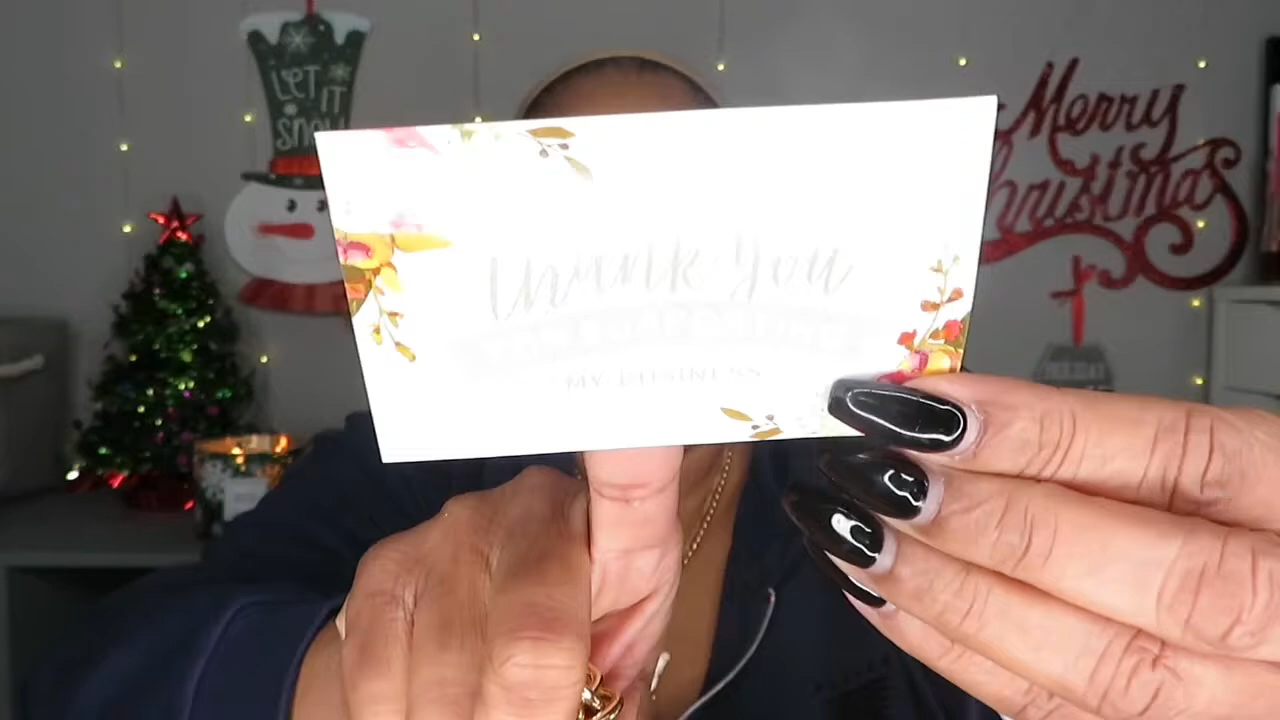 LET IT
SNOW
Merry
Christmas
Thank You
MY BUSINESS